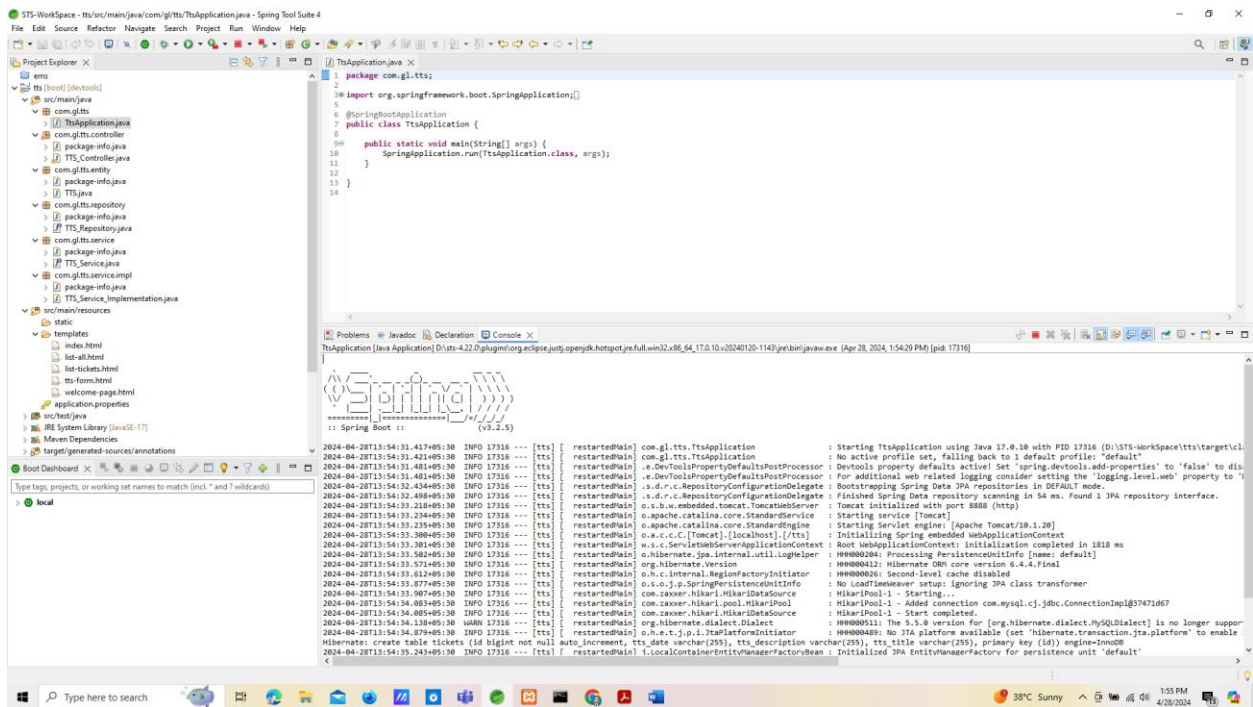 STS-WorkSpace - tts/src/main/java/com/gl/tts/TtsApplication.java - Spring Tool Suite 4
File Edit Source Refactor Navigate Search Project Run Window Help
Project Explorer
ems
tts [boot] [devtools]
src/main/java
com.gl.tts
TtsApplication.java
com.gl.tts.controller
package-info.java
TTS_Controller.java
com.gl.tts.entity
package-info.java
TTS.java
com.gl.tts.repository
package-info.java
TTS_Repository.java
com.gl.tts.service
package-info.java
TTS_Service.java
com.gl.tts.service.impl
package-info.java
TTS_Service_Implementation.java
src/main/resources
static
templates
index.html
list-all.html
list-tickets.html
tts-form.html
welcome-page.html
application.properties
src/test/java
JRE System Library [JavaSE-17]
Maven Dependencies
target/generated-sources/annotations
Boot Dashboard
Type tags, projects, or working set names to match (incl. * and ? wildcards)
local
TtsApplication.java
1 package com.gl.tts;
2
3 import org.springframework.boot.SpringApplication;
5
6 @SpringBootApplication
7 public class TtsApplication {
8
9 public static void main(String[] args) {
10 SpringApplication.run(TtsApplication.class, args);
11 }
12
13 }
14
Problems Javadoc Declaration Console
TtsApplication [Java Application] D:\sts-4.22.0\plugins\org.eclipse.justj.openjdk.hotspot.jre.full.win32.x86_64_17.0.10.v20240120-1143\jre\bin\javaw.exe (Apr 28, 2024, 1:54:29 PM) [pid: 17316]
:: Spring Boot :: (v3.2.5)
2024-04-28T13:54:31.417+05:30 INFO 17316 --- [tts] [ restartedMain] com.gl.tts.TtsApplication : Starting TtsApplication using Java 17.0.10 with PID 17316 (D:\STS-WorkSpace\tts\target\cl
2024-04-28T13:54:31.421+05:30 INFO 17316 --- [tts] [ restartedMain] com.gl.tts.TtsApplication : No active profile set, falling back to 1 default profile: "default"
2024-04-28T13:54:31.481+05:30 INFO 17316 --- [tts] [ restartedMain] .e.DevToolsPropertyDefaultsPostProcessor : Devtools property defaults active! Set 'spring.devtools.add-properties' to 'false' to dis
2024-04-28T13:54:31.481+05:30 INFO 17316 --- [tts] [ restartedMain] .e.DevToolsPropertyDefaultsPostProcessor : For additional web related logging consider setting the 'logging.level.web' property to
2024-04-28T13:54:32.434+05:30 INFO 17316 --- [tts] [ restartedMain] .s.d.r.c.RepositoryConfigurationDelegate : Bootstrapping Spring Data JPA repositories in DEFAULT mode.
2024-04-28T13:54:32.498+05:30 INFO 17316 --- [tts] [ restartedMain] .s.d.r.c.RepositoryConfigurationDelegate : Finished Spring Data repository scanning in 54 ms. Found 1 JPA repository interface.
2024-04-28T13:54:33.218+05:30 INFO 17316 --- [tts] [ restartedMain] o.s.b.w.embedded.tomcat.TomcatWebServer : Tomcat initialized with port 8888 (http)
2024-04-28T13:54:33.234+05:30 INFO 17316 --- [tts] [ restartedMain] o.apache.catalina.core.StandardService : Starting service [Tomcat]
2024-04-28T13:54:33.235+05:30 INFO 17316 --- [tts] [ restartedMain] o.apache.catalina.core.StandardEngine : Starting Servlet engine: [Apache Tomcat/10.1.20]
2024-04-28T13:54:33.300+05:30 INFO 17316 --- [tts] [ restartedMain] o.a.c.c.C.[Tomcat].[localhost].[/tts] : Initializing Spring embedded WebApplicationContext
2024-04-28T13:54:33.301+05:30 INFO 17316 --- [tts] [ restartedMain] w.s.c.ServletWebServerApplicationContext : Root WebApplicationContext: initialization completed in 1818 ms
2024-04-28T13:54:33.502+05:30 INFO 17316 --- [tts] [ restartedMain] o.hibernate.jpa.internal.util.LogHelper : HHH000204: Processing PersistenceUnitInfo [name: default]
2024-04-28T13:54:33.571+05:30 INFO 17316 --- [tts] [ restartedMain] org.hibernate.Version : HHH000412: Hibernate ORM core version 6.4.4.Final
2024-04-28T13:54:33.612+05:30 INFO 17316 --- [tts] [ restartedMain] o.h.c.internal.RegionFactoryInitiator : HHH000026: Second-level cache disabled
2024-04-28T13:54:33.877+05:30 INFO 17316 --- [tts] [ restartedMain] o.s.o.j.p.SpringPersistenceUnitInfo : No LoadTimeWeaver setup: ignoring JPA class transformer
2024-04-28T13:54:33.907+05:30 INFO 17316 --- [tts] [ restartedMain] com.zaxxer.hikari.HikariDataSource : HikariPool-1 - Starting...
2024-04-28T13:54:34.083+05:30 INFO 17316 --- [tts] [ restartedMain] com.zaxxer.hikari.pool.HikariPool : HikariPool-1 - Added connection com.mysql.cj.jdbc.ConnectionImpl@37471d67
2024-04-28T13:54:34.085+05:30 INFO 17316 --- [tts] [ restartedMain] com.zaxxer.hikari.HikariDataSource : HikariPool-1 - Start completed.
2024-04-28T13:54:34.138+05:30 WARN 17316 --- [tts] [ restartedMain] org.hibernate.dialect.Dialect : HHH000511: The 5.5.0 version for [org.hibernate.dialect.MySQLDialect] is no longer suppor
2024-04-28T13:54:34.879+05:30 INFO 17316 --- [tts] [ restartedMain] o.h.e.t.j.p.i.JtaPlatformInitiator : HHH000489: No JTA platform available (set 'hibernate.transaction.jta.platform' to enable
Hibernate: create table tickets (id bigint not null auto_increment, tts_date varchar(255), tts_description varchar(255), tts_title varchar(255), primary key (id)) engine=InnoDB
2024-04-28T13:54:35.243+05:30 INFO 17316 --- [tts] [ restartedMain] j.LocalContainerEntityManagerFactoryBean : Initialized JPA EntityManagerFactory for persistence unit 'default'
Type here to search
38°C Sunny
1:55 PM
4/28/2024